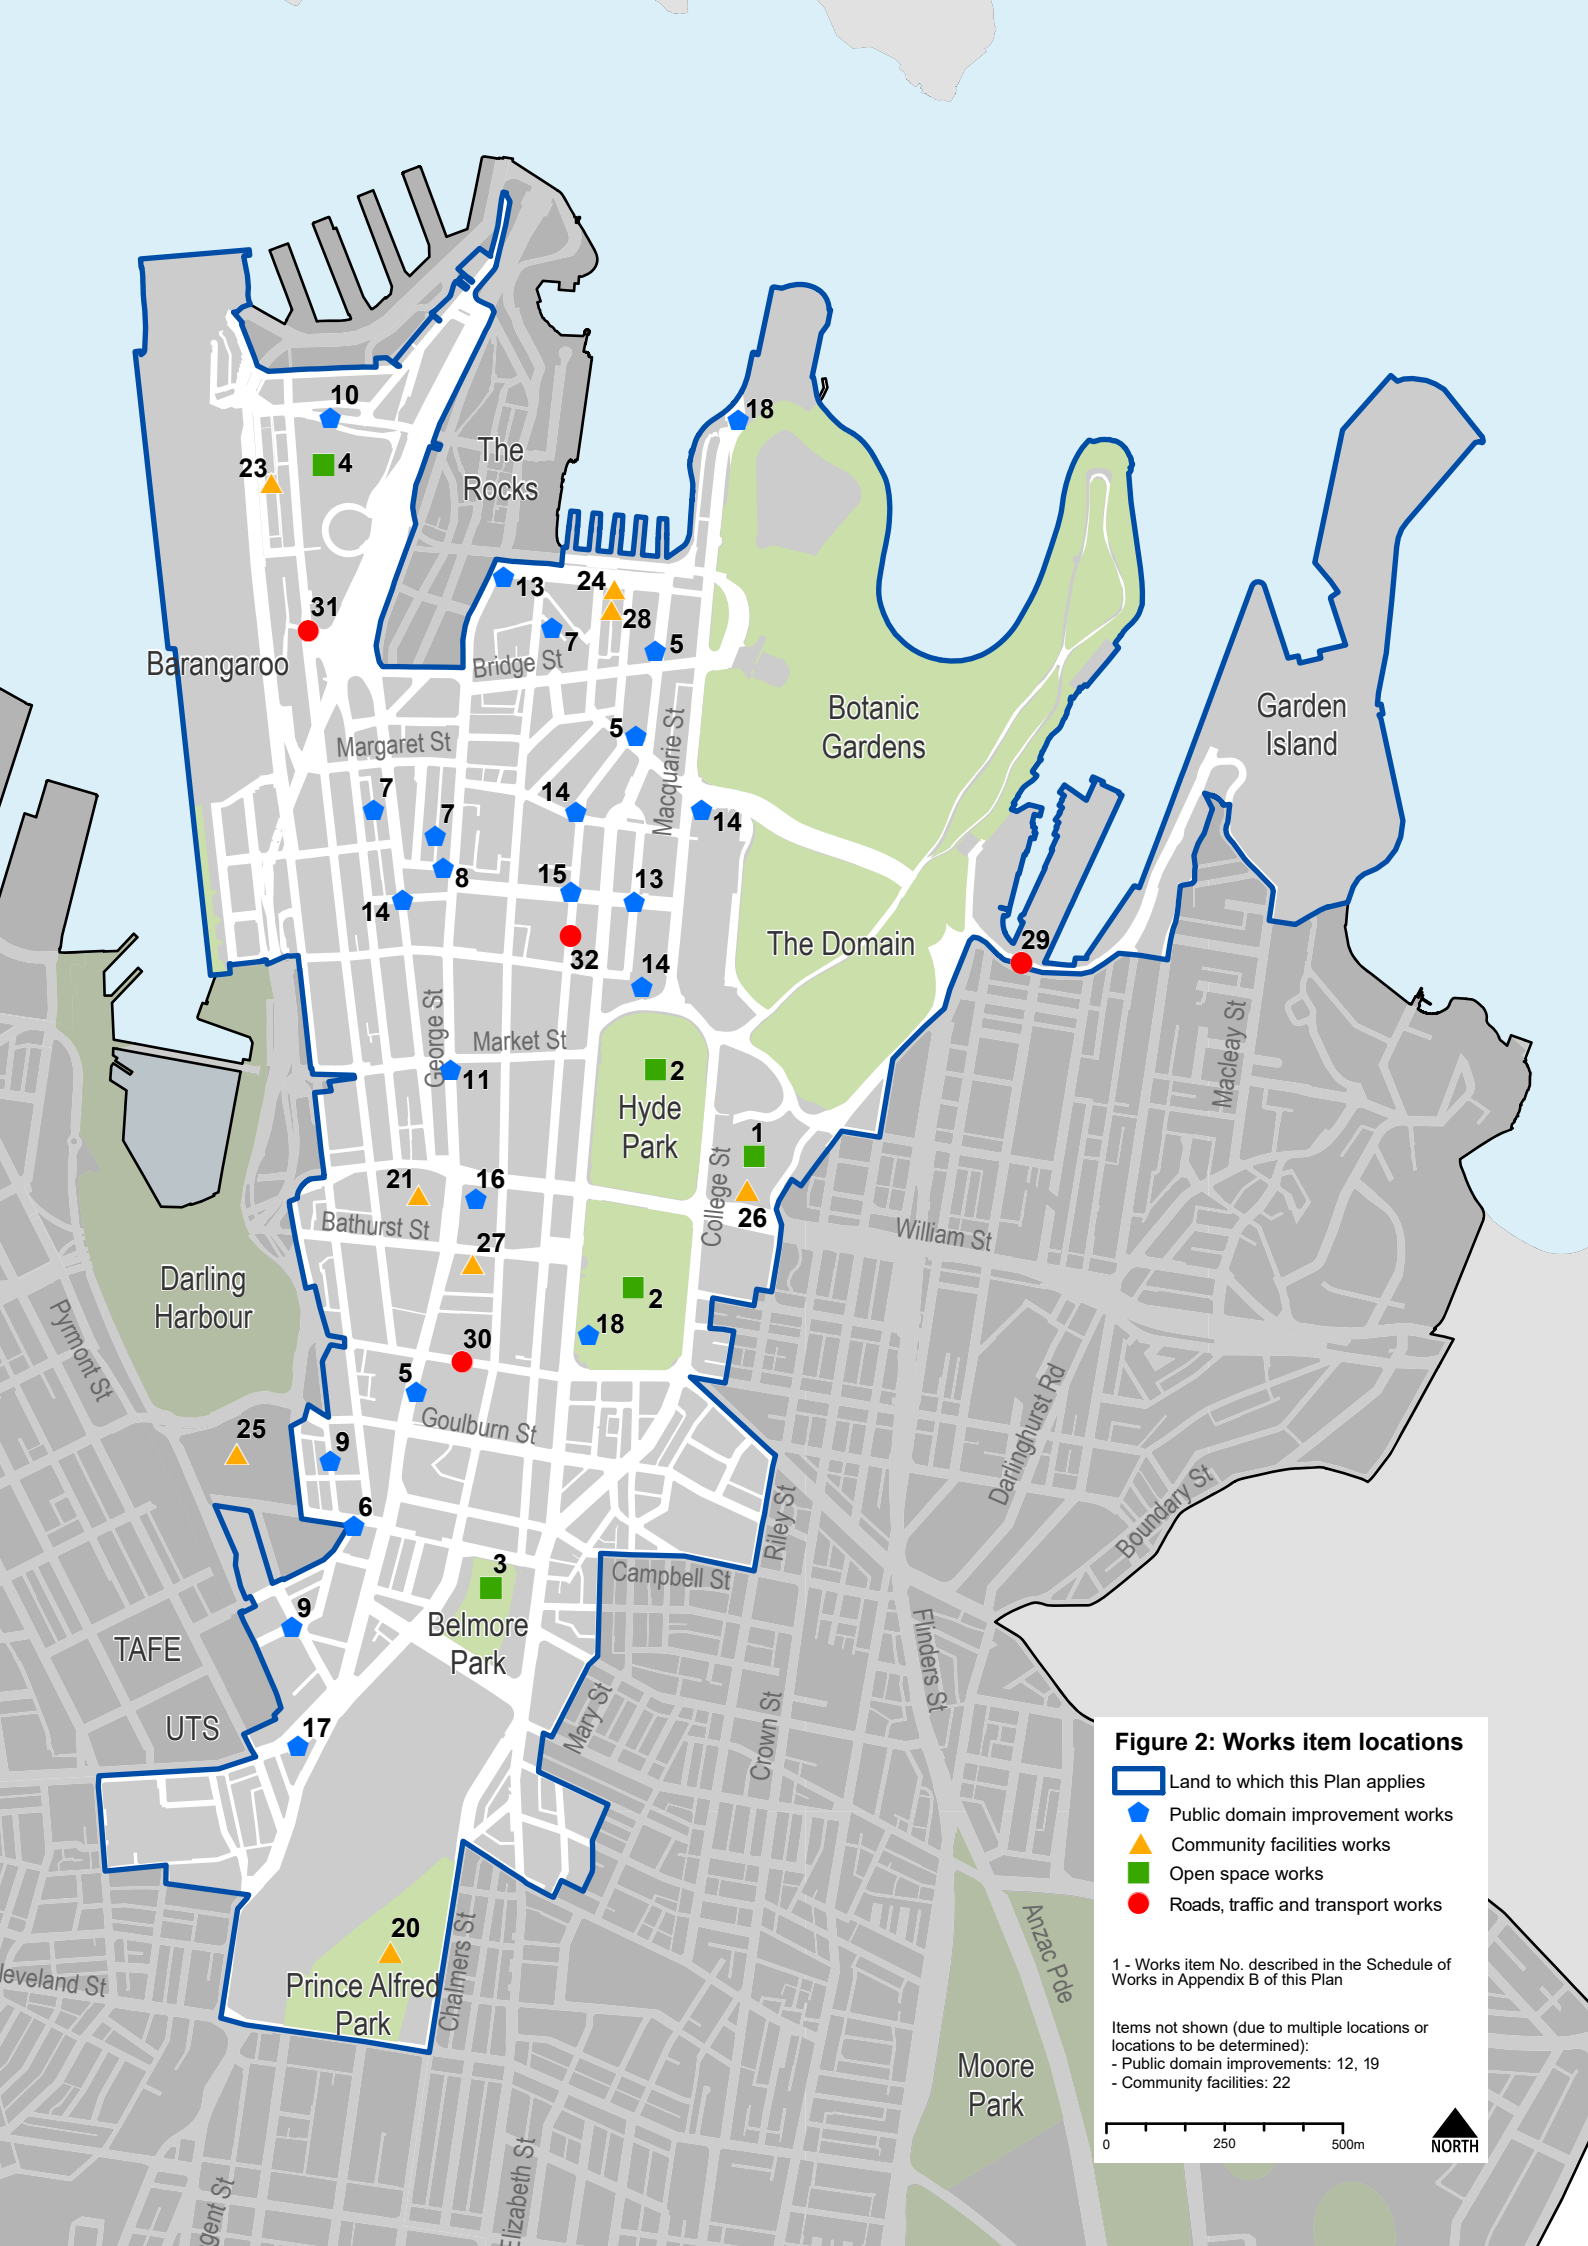 10
18
The
Rocks
23
4
13
24
28
31
7
5
Barangaroo
Bridge St
Botanic
Gardens
Garden
Island
5
Macquarie St
Margaret St
7
7
14
14
8
15
13
14
The Domain
29
32
14
George St
Market St
11
2
Hyde
Park
Macleay St
1
College St
26
21
16
Bathurst St
William St
27
Darling
Harbour
2
Pyrmont St
18
30
5
Goulburn St
Darlinghurst Rd
25
9
Boundary St
Riley St
6
3
Campbell St
Belmore
Park
9
TAFE
Flinders St
UTS
17
Mary St
Crown St
20
Prince Alfred
Park
Chalmers St
leveland St
Anzac Pde
Moore
Park
Elizabeth St
gent St
Figure 2: Works item locations
Land to which this Plan applies
Public domain improvement works
Community facilities works
Open space works
Roads, traffic and transport works
1 - Works item No. described in the Schedule of
Works in Appendix B of this Plan
Items not shown (due to multiple locations or
locations to be determined):
- Public domain improvements: 12, 19
- Community facilities: 22
0 250 500m
NORTH